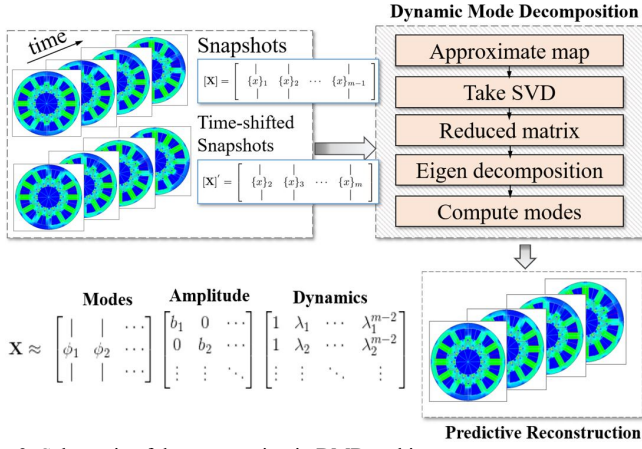 Dynamic Mode Decomposition
time
Snapshots
[X] = [ | | | {x}₁ {x}₂ ⋯ {x}ₘ₋₁ | | | ]
Time-shifted
Snapshots
[X]′ = [ | | | {x}₂ {x}₃ ⋯ {x}ₘ | | | ]
Approximate map
Take SVD
Reduced matrix
Eigen decomposition
Compute modes
Modes
Amplitude
Dynamics
X ≈ [ | | ⋯ ϕ₁ ϕ₂ ⋯ | | ⋯ ] [ b₁ 0 ⋯ 0 b₂ ⋯ ⋮ ⋮ ⋱ ] [ 1 λ₁ ⋯ λ₁^{m−2} 1 λ₂ ⋯ λ₂^{m−2} ⋮ ⋮ ⋱ ⋮ ]
Predictive Reconstruction